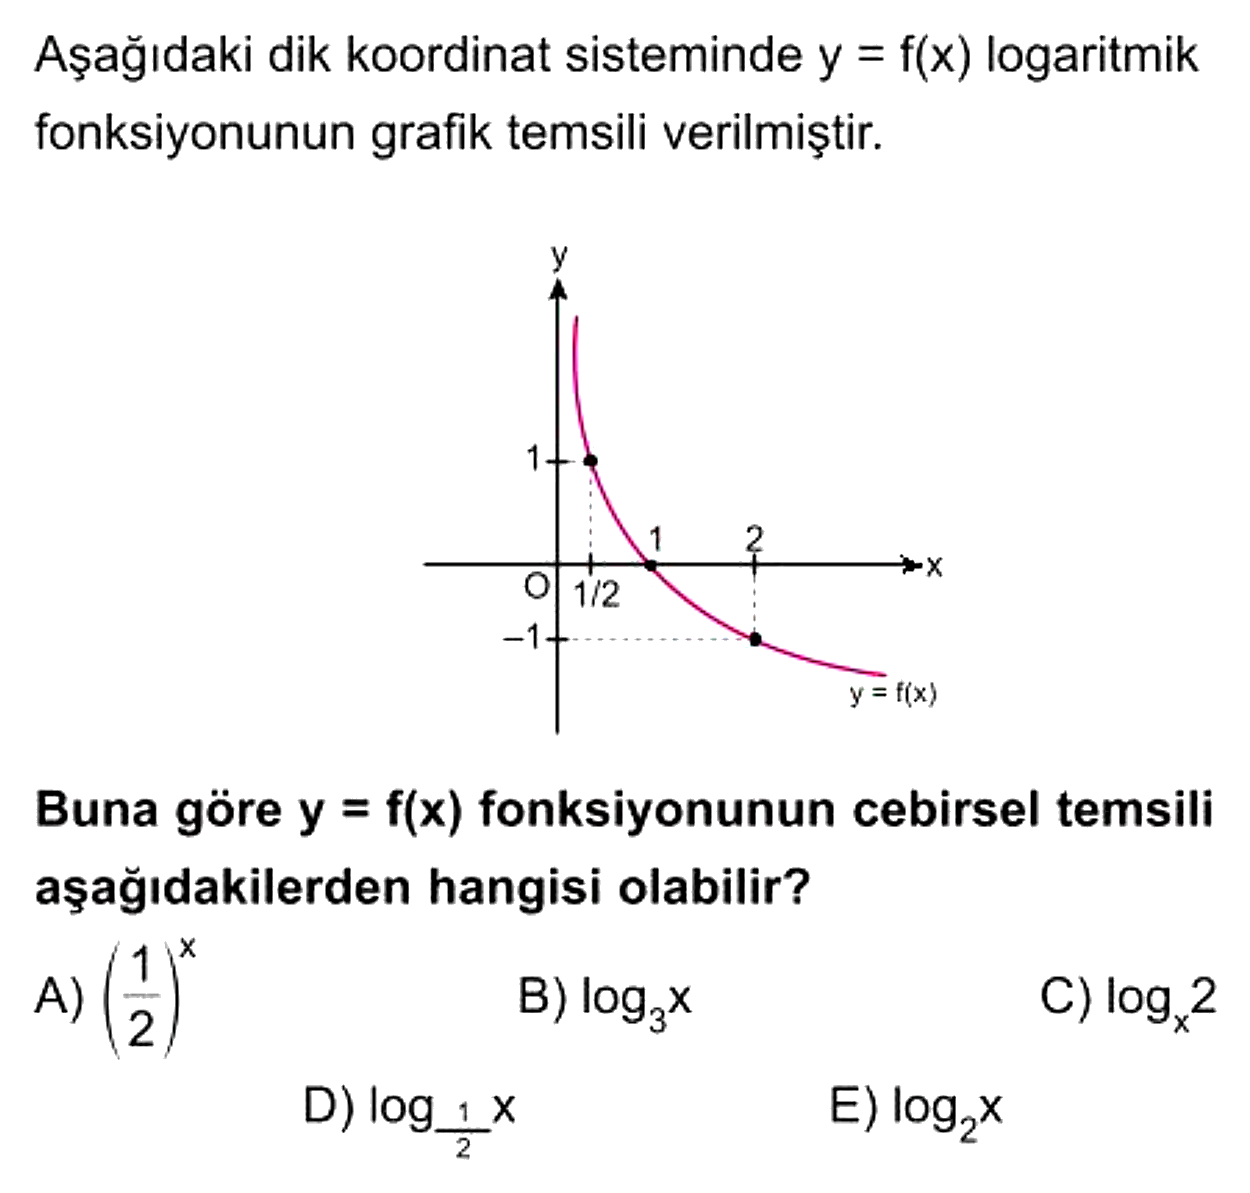 Aşağıdaki dik koordinat sisteminde y = f(x) logaritmik
fonksiyonunun grafik temsili verilmiştir.
y
1
1 2
x
O 1/2
–1
y = f(x)
Buna göre y = f(x) fonksiyonunun cebirsel temsili
aşağıdakilerden hangisi olabilir?
A) (1/2)^x B) log₃x C) logₓ2
D) log_{1/2} x E) log₂x